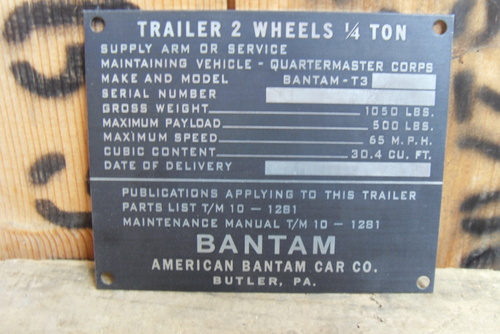 TRAILER 2 WHEELS ¼ TON
SUPPLY ARM OR SERVICE
MAINTAINING VEHICLE - QUARTERMASTER CORPS
MAKE AND MODEL BANTAM-T3
SERIAL NUMBER
GROSS WEIGHT 1050 LBS.
MAXIMUM PAYLOAD 500 LBS.
MAXIMUM SPEED 65 M.P.H.
CUBIC CONTENT 30.4 CU. FT.
DATE OF DELIVERY
PUBLICATIONS APPLYING TO THIS TRAILER
PARTS LIST T/M 10 - 1281
MAINTENANCE MANUAL T/M 10 - 1281
BANTAM
AMERICAN BANTAM CAR CO.
BUTLER, PA.